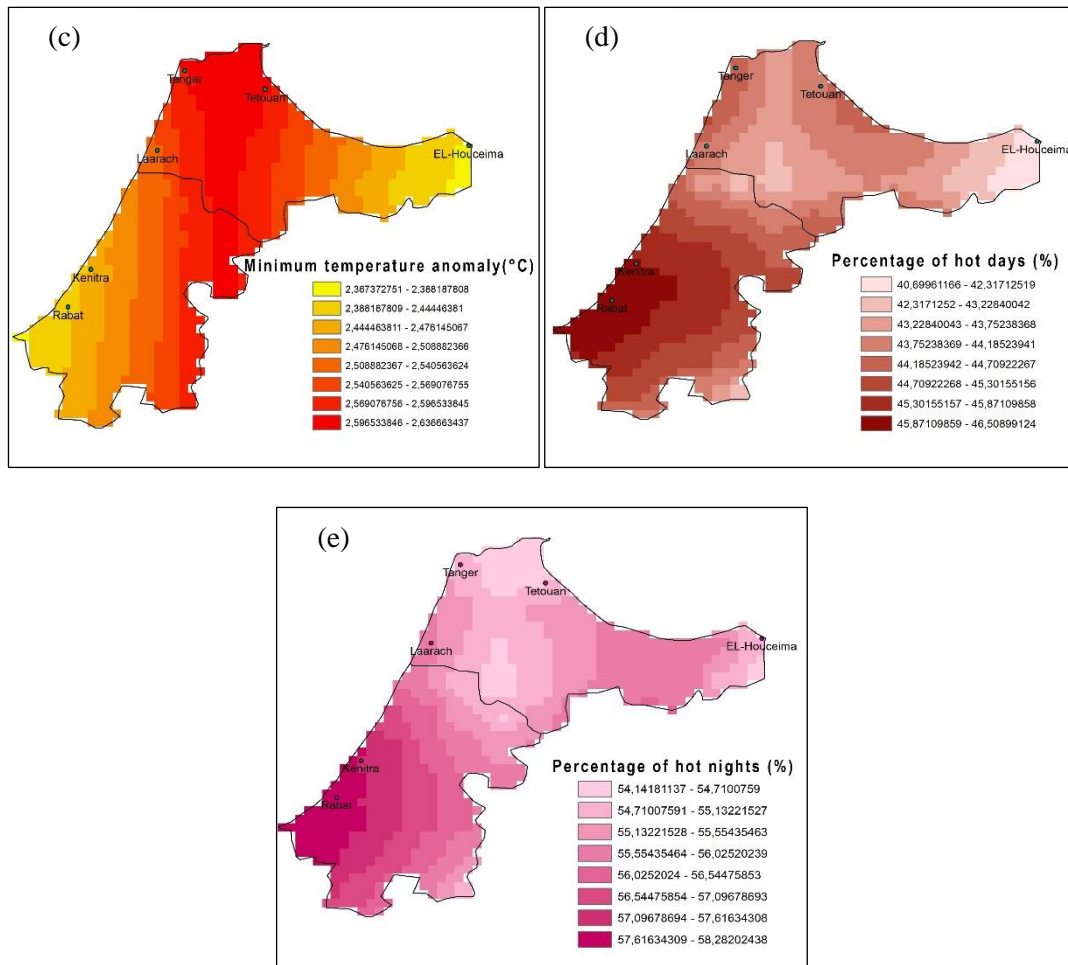 (c)
Tanger
Tetouan
Laarach
EL-Houceima
Kenitra
Rabat
Minimum temperature anomaly(°C)
2,367372751 - 2,388187808
2,388187809 - 2,44446381
2,444463811 - 2,476145067
2,476145068 - 2,508882366
2,508882367 - 2,540563624
2,540563625 - 2,569076755
2,569076756 - 2,596533845
2,596533846 - 2,636663437
(d)
Tanger
Tetouan
Laarach
EL-Houceima
Kenitra
Rabat
Percentage of hot days (%)
40,69961166 - 42,31712519
42,3171252 - 43,22840042
43,22840043 - 43,75238368
43,75238369 - 44,18523941
44,18523942 - 44,70922267
44,70922268 - 45,30155156
45,30155157 - 45,87109858
45,87109859 - 46,50899124
(e)
Tanger
Tetouan
Laarach
EL-Houceima
Kenitra
Rabat
Percentage of hot nights (%)
54,14181137 - 54,7100759
54,71007591 - 55,13221527
55,13221528 - 55,55435463
55,55435464 - 56,02520239
56,0252024 - 56,54475853
56,54475854 - 57,09678693
57,09678694 - 57,61634308
57,61634309 - 58,28202438